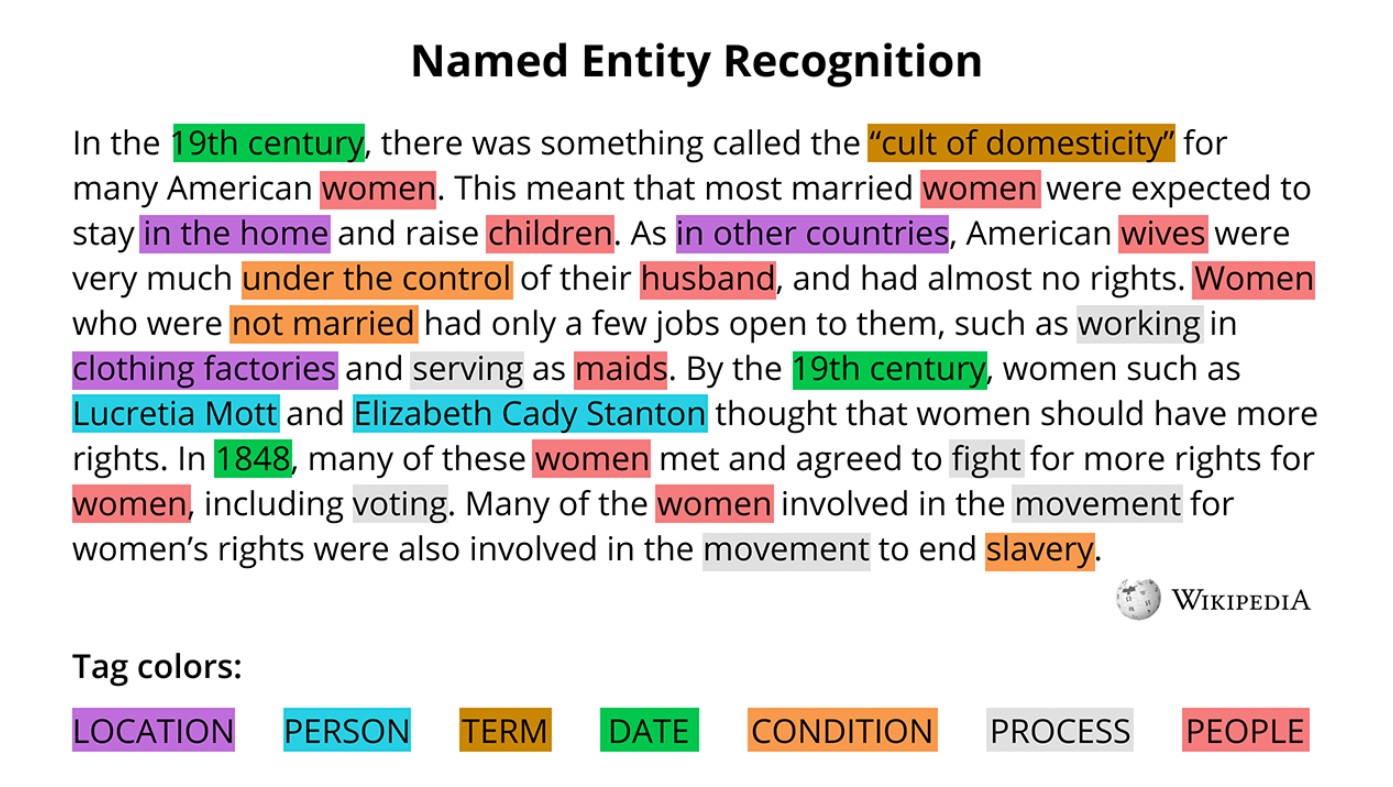 Named Entity Recognition
In the 19th century, there was something called the “cult of domesticity” for
many American women. This meant that most married women were expected to
stay in the home and raise children. As in other countries, American wives were
very much under the control of their husband, and had almost no rights. Women
who were not married had only a few jobs open to them, such as working in
clothing factories and serving as maids. By the 19th century, women such as
Lucretia Mott and Elizabeth Cady Stanton thought that women should have more
rights. In 1848, many of these women met and agreed to fight for more rights for
women, including voting. Many of the women involved in the movement for
women’s rights were also involved in the movement to end slavery.
WIKIPEDIA
Tag colors:
LOCATION PERSON TERM DATE CONDITION PROCESS PEOPLE